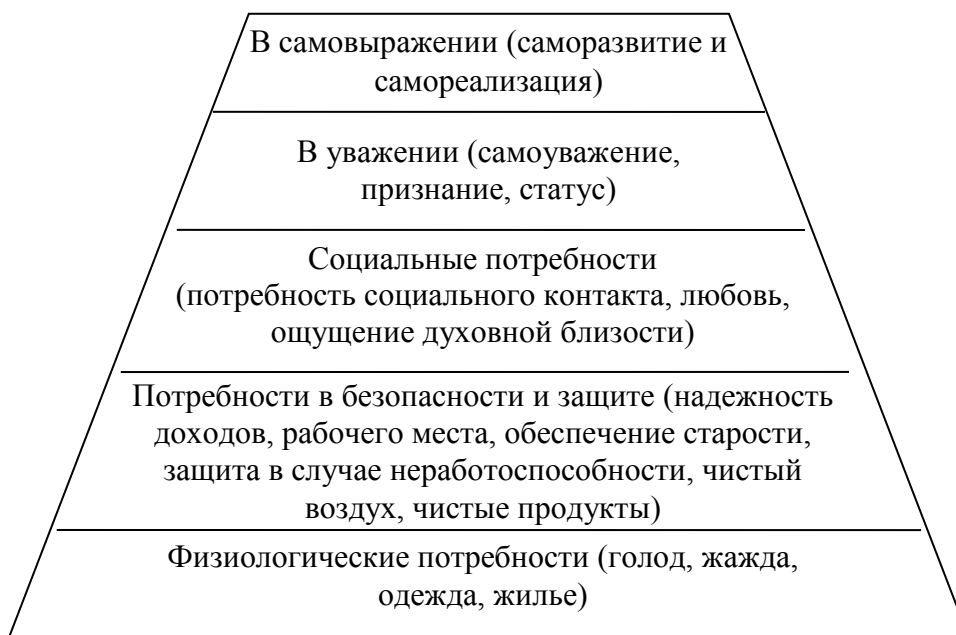 В самовыражении (саморазвитие и
самореализация)
В уважении (самоуважение,
признание, статус)
Социальные потребности
(потребность социального контакта, любовь,
ощущение духовной близости)
Потребности в безопасности и защите (надежность
доходов, рабочего места, обеспечение старости,
защита в случае неработоспособности, чистый
воздух, чистые продукты)
Физиологические потребности (голод, жажда,
одежда, жилье)